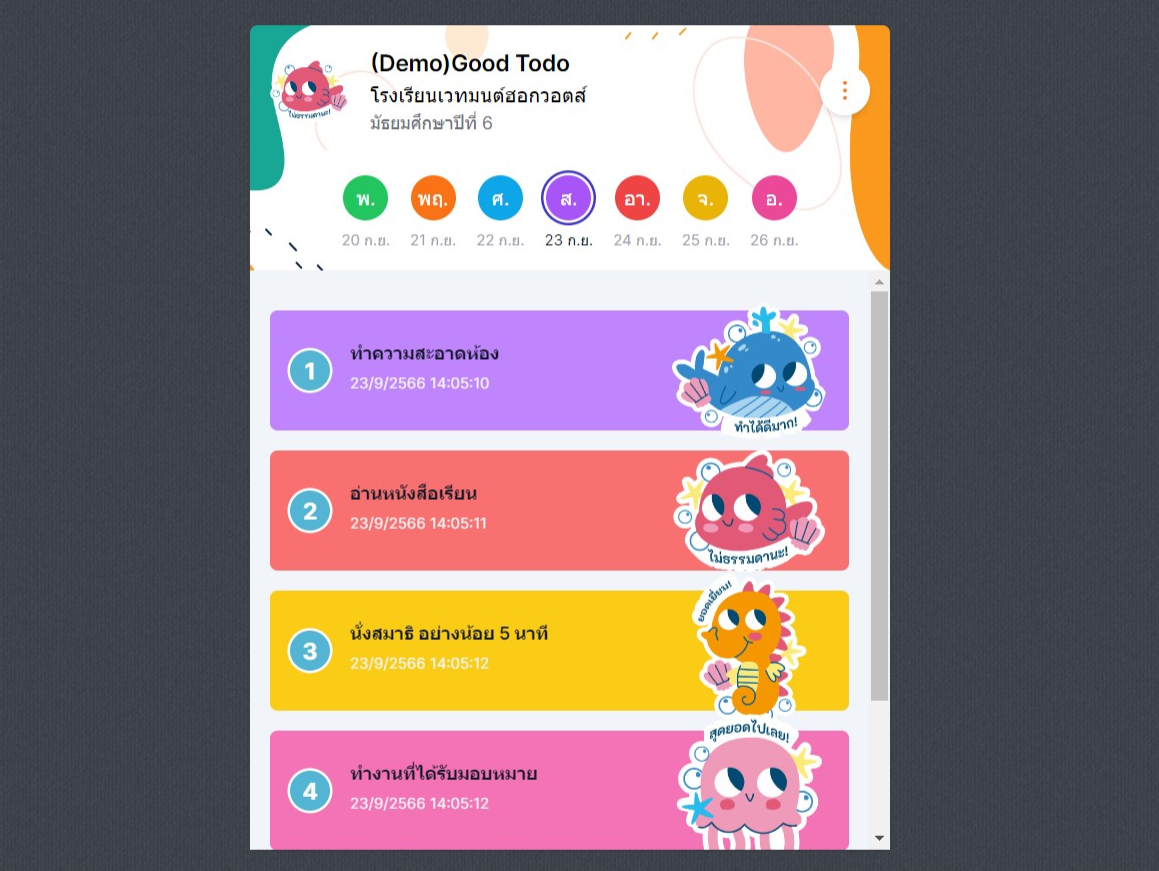 (Demo)Good Todo
โรงเรียนเวทมนต์ฮอกวอตส์
มัธยมศึกษาปีที่ 6
ไม่ธรรมดานะ!
พ. พฤ. ศ. ส. อา. จ. อ.
20 ก.ย. 21 ก.ย. 22 ก.ย. 23 ก.ย. 24 ก.ย. 25 ก.ย. 26 ก.ย.
1
ทำความสะอาดห้อง
23/9/2566 14:05:10
ทำได้ดีมาก!
2
อ่านหนังสือเรียน
23/9/2566 14:05:11
ไม่ธรรมดานะ!
ยอดเยี่ยม!
3
นั่งสมาธิ อย่างน้อย 5 นาที
23/9/2566 14:05:12
สุดยอดไปเลย!
4
ทำงานที่ได้รับมอบหมาย
23/9/2566 14:05:12